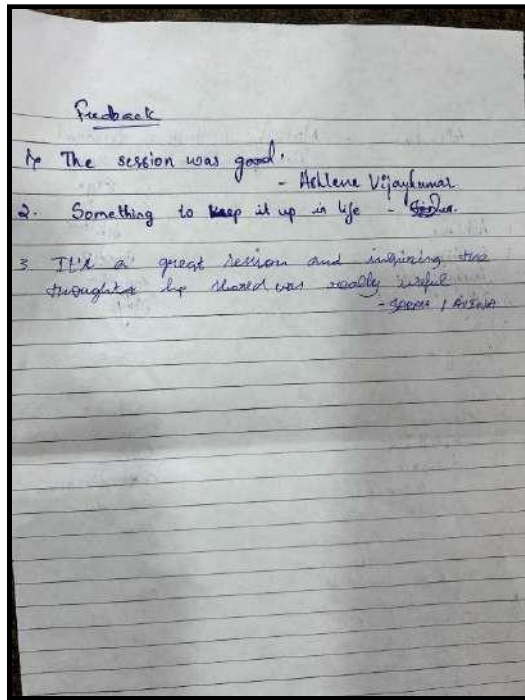 Feedback
1. The session was good.
- Ashlene Vijaykumar
2. Something to keep it up in life -
3 It's a great session and inspiring the
thoughts he shared was really useful